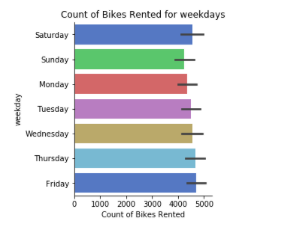 Count of Bikes Rented for weekdays
weekday
Saturday
Sunday
Monday
Tuesday
Wednesday
Thursday
Friday
0 1000 2000 3000 4000 5000
Count of Bikes Rented